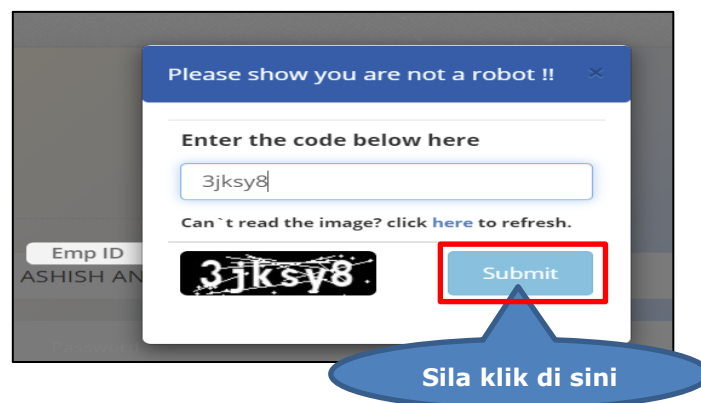 Please show you are not a robot !! ×
Enter the code below here
3jksy8
Can`t read the image? click here to refresh.
Emp ID
ASHISH AN
3jksy8
Submit
Password
Sila klik di sini